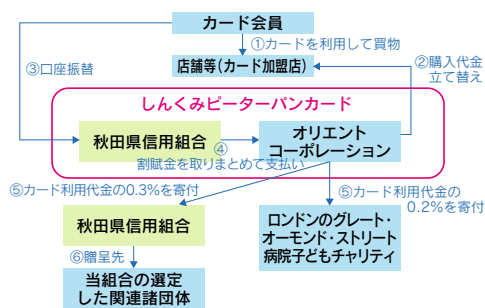 カード会員
①カードを利用して買物
③口座振替
②購入代金
立て替え
店舗等（カード加盟店）
しんくみピーターパンカード
秋田県信用組合
④
オリエント
コーポレーション
割賦金を取りまとめて支払い
⑤カード利用代金の0.3%を寄付
⑤カード利用代金の
0.2%を寄付
秋田県信用組合
ロンドンのグレート・
オーモンド・ストリート
病院子どもチャリティ
⑥贈呈先
当組合の選定
した関連諸団体